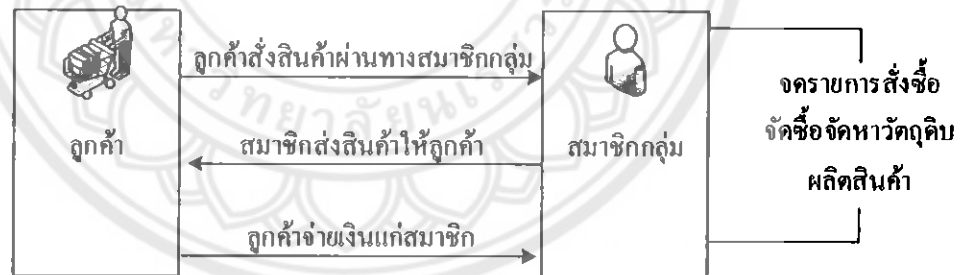 ลูกค้าสั่งสินค้าผ่านทางสมาชิกกลุ่ม
จดรายการสั่งซื้อ
ลูกค้า
สมาชิกส่งสินค้าให้ลูกค้า
สมาชิกกลุ่ม
จัดซื้อจัดหาวัตถุดิบ
ผลิตสินค้า
ลูกค้าจ่ายเงินแก่สมาชิก